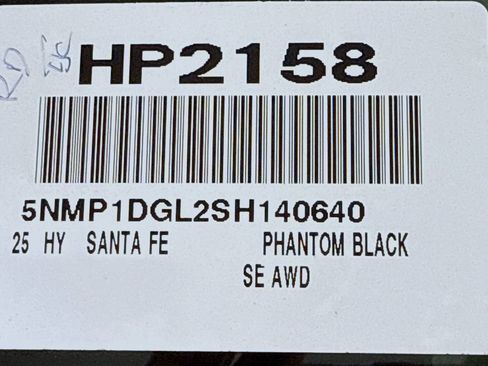 HP2158
5NMP1DGL2SH140640
25 HY SANTA FE PHANTOM BLACK
SE AWD